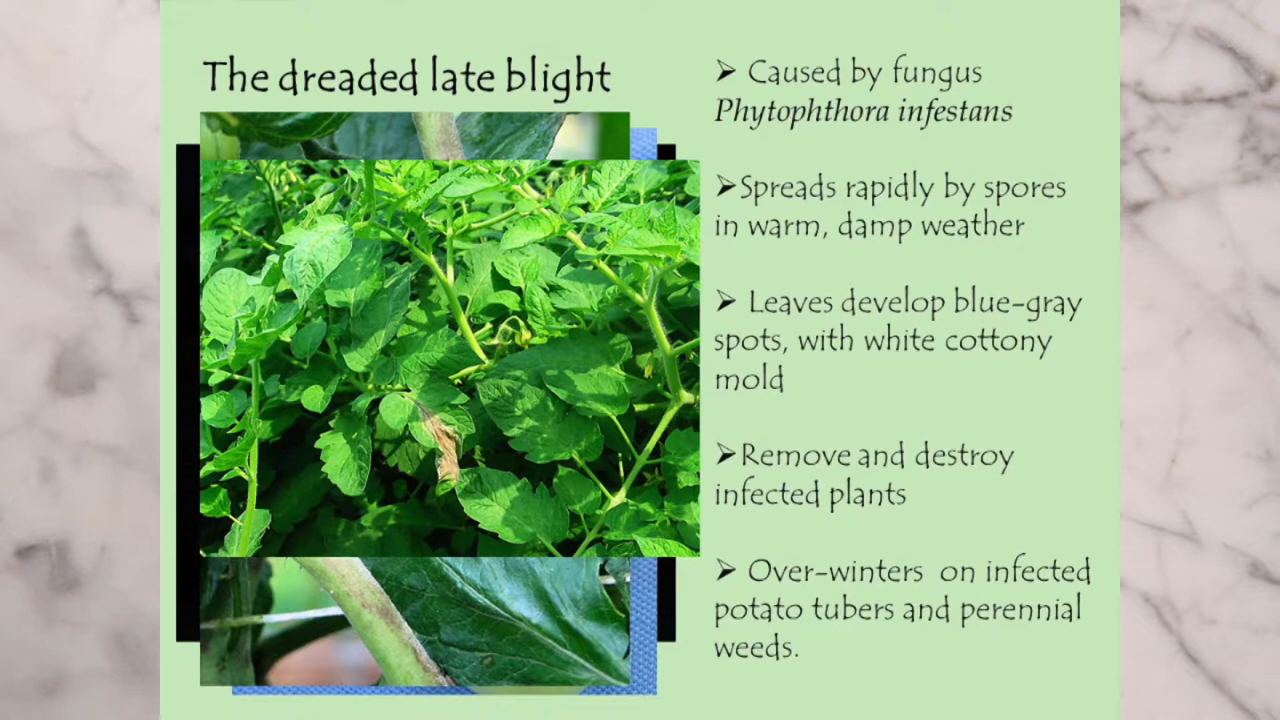 The dreaded late blight
➢ Caused by fungus
Phytophthora infestans
➢Spreads rapidly by spores
in warm, damp weather
➢ Leaves develop blue-gray
spots, with white cottony
mold
➢Remove and destroy
infected plants
➢ Over-winters on infected
potato tubers and perennial
weeds.